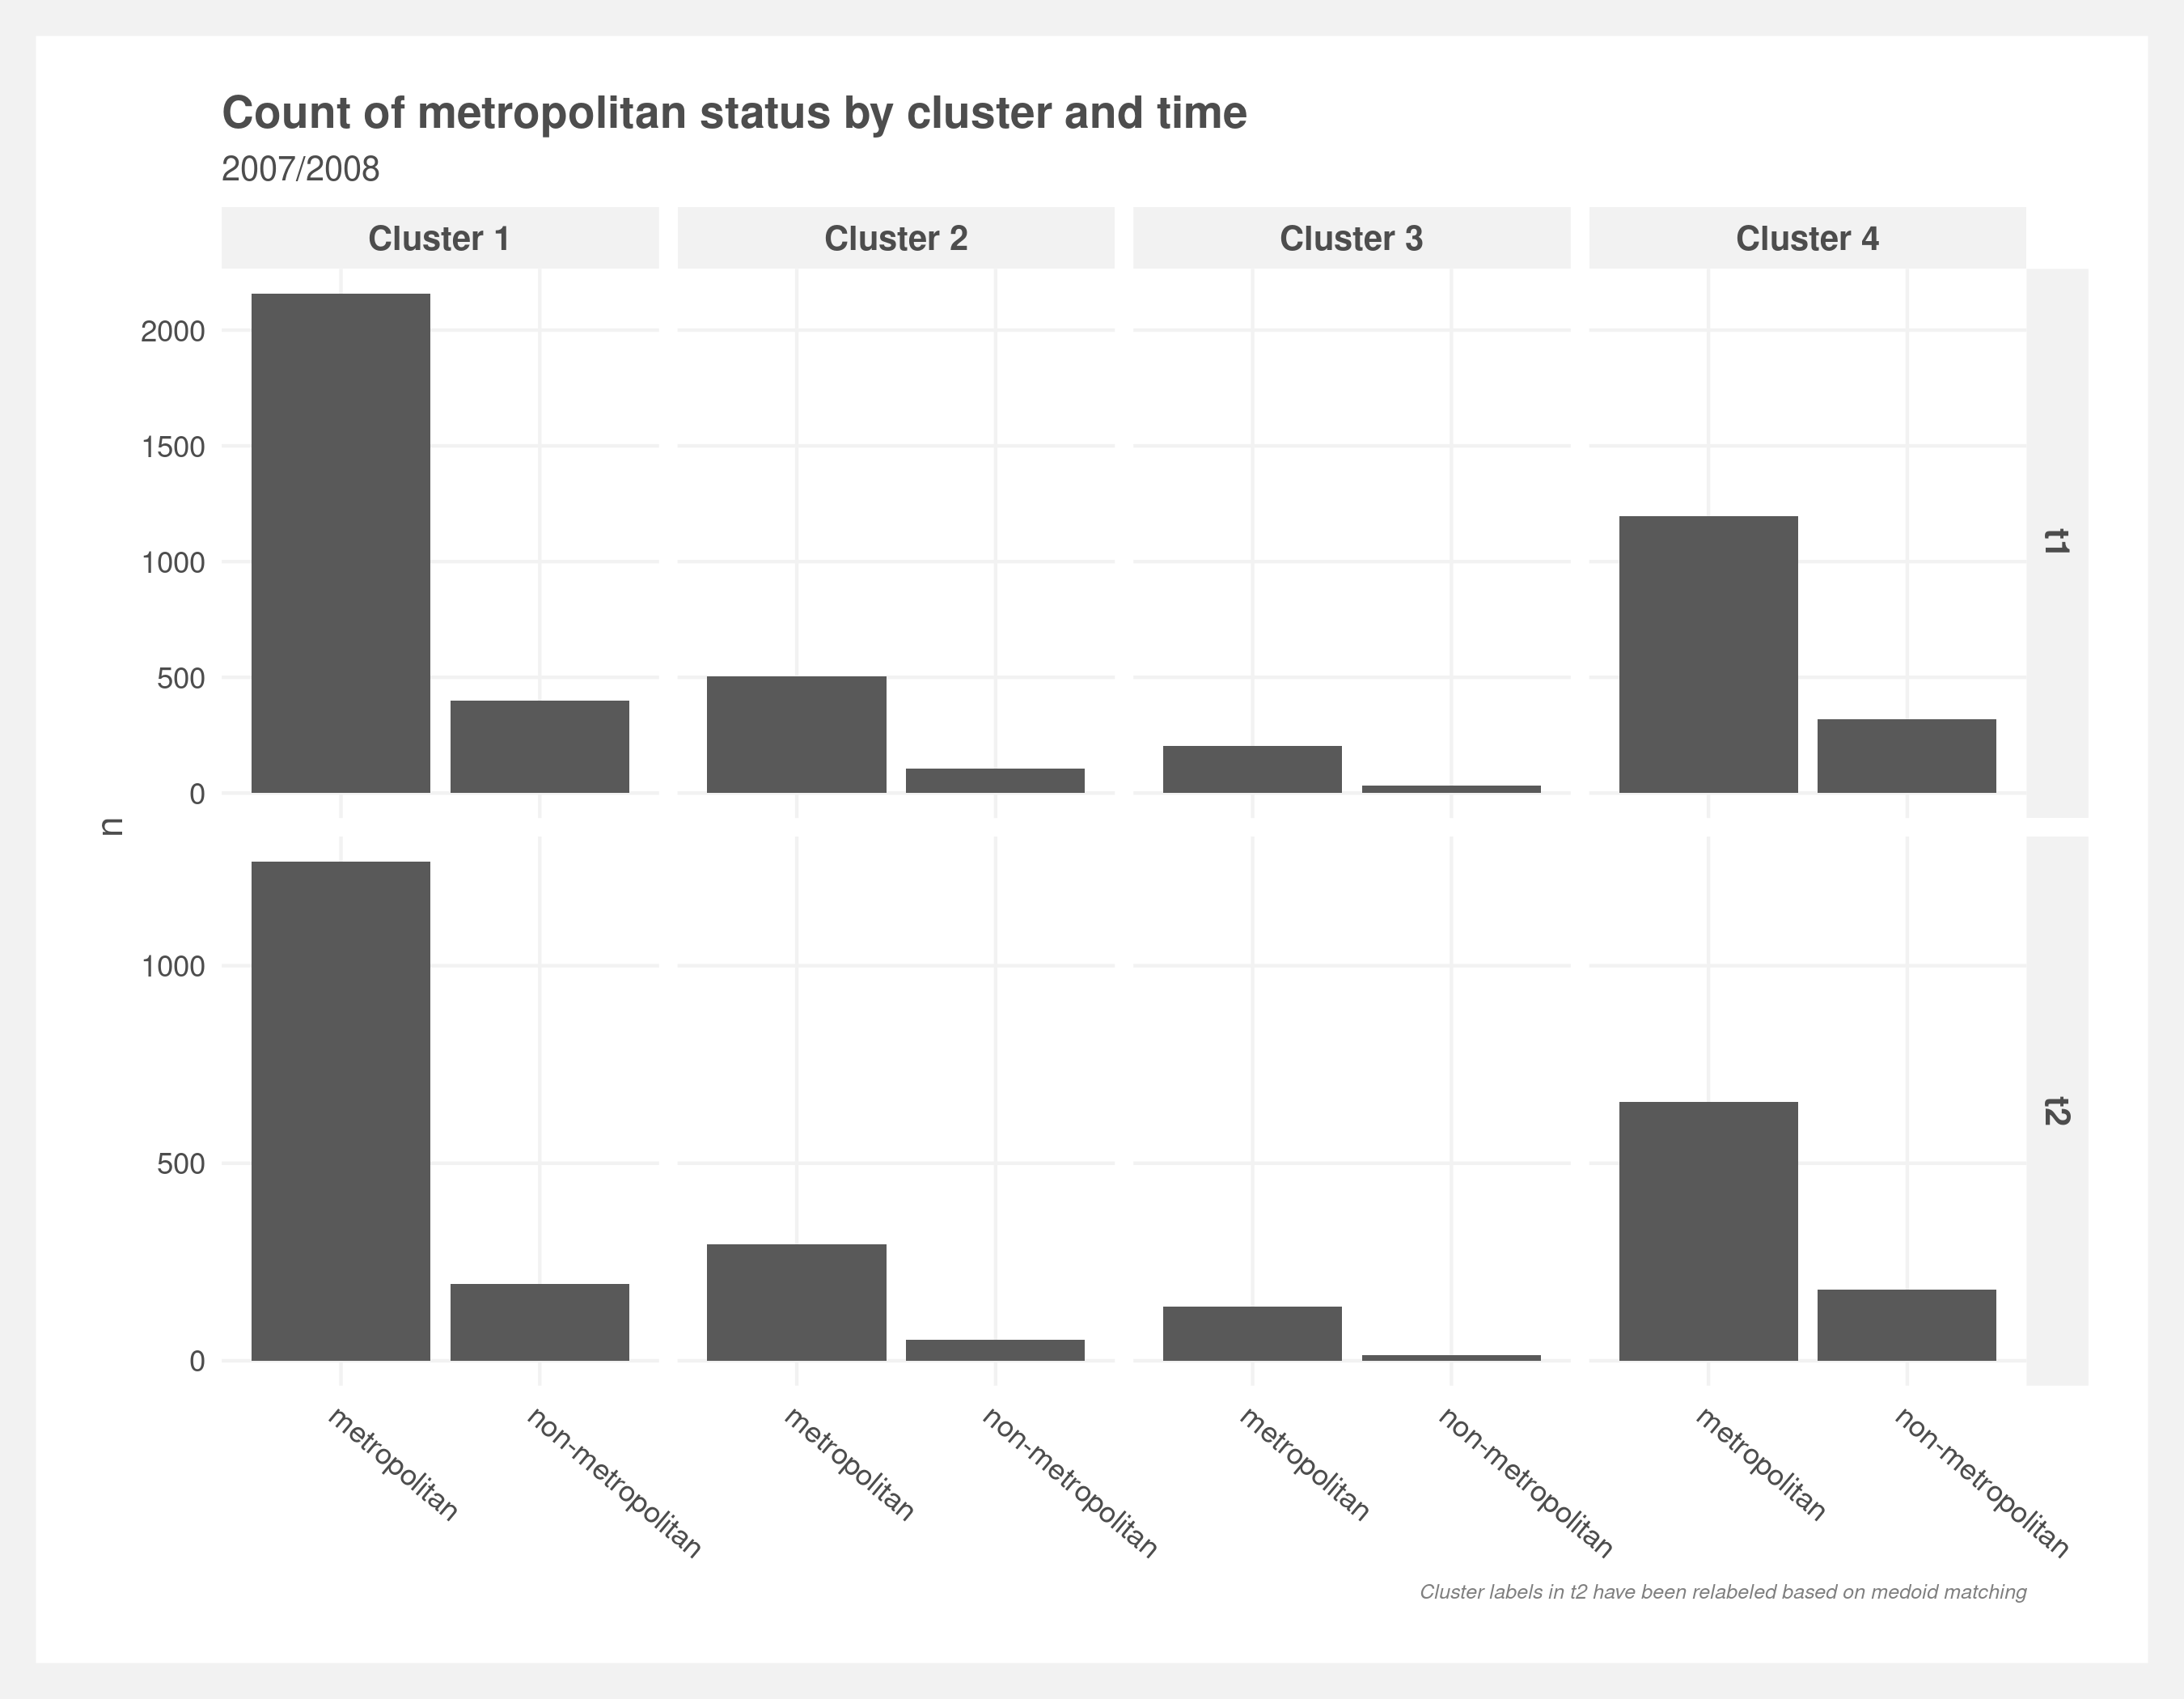 Count of metropolitan status by cluster and time
2007/2008
Cluster 1
Cluster 2
Cluster 3
Cluster 4
2000
1500
1000
500
0
t1
n
1000
500
0
t2
metropolitan
non-metropolitan
metropolitan
non-metropolitan
metropolitan
non-metropolitan
metropolitan
non-metropolitan
Cluster labels in t2 have been relabeled based on medoid matching